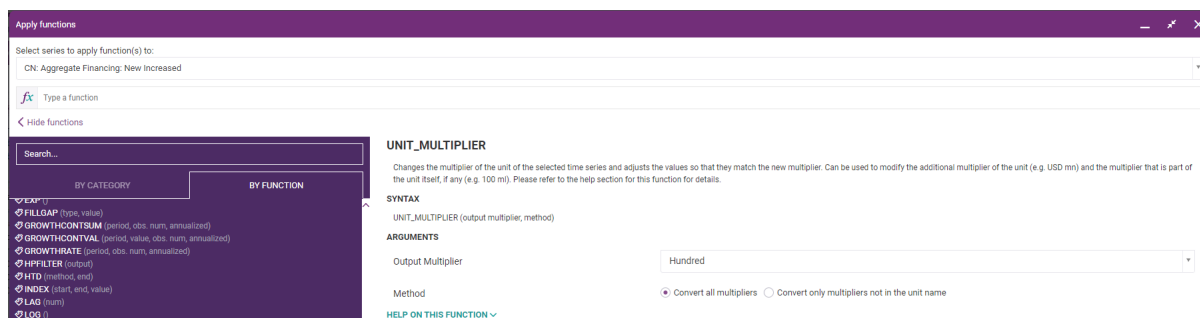 Apply functions
Select series to apply function(s) to:
CN: Aggregate Financing: New Increased
fx Type a function
Hide functions
Search...
BY CATEGORY
BY FUNCTION
EXP ()
FILLGAP (type, value)
GROWTHCONTSUM (period, obs. num, annualized)
GROWTHCONTVAL (period, value, obs. num, annualized)
GROWTHRATE (period, obs. num, annualized)
HPFILTER (output)
HTD (method, end)
INDEX (start, end, value)
LAG (num)
LOG ()
UNIT_MULTIPLIER
Changes the multiplier of the unit of the selected time series and adjusts the values so that they match the new multiplier. Can be used to modify the additional multiplier of the unit (e.g. USD mn) and the multiplier that is part of
the unit itself, if any (e.g. 100 ml). Please refer to the help section for this function for details.
SYNTAX
UNIT_MULTIPLIER (output multiplier, method)
ARGUMENTS
Output Multiplier
Hundred
Method
Convert all multipliers
Convert only multipliers not in the unit name
HELP ON THIS FUNCTION